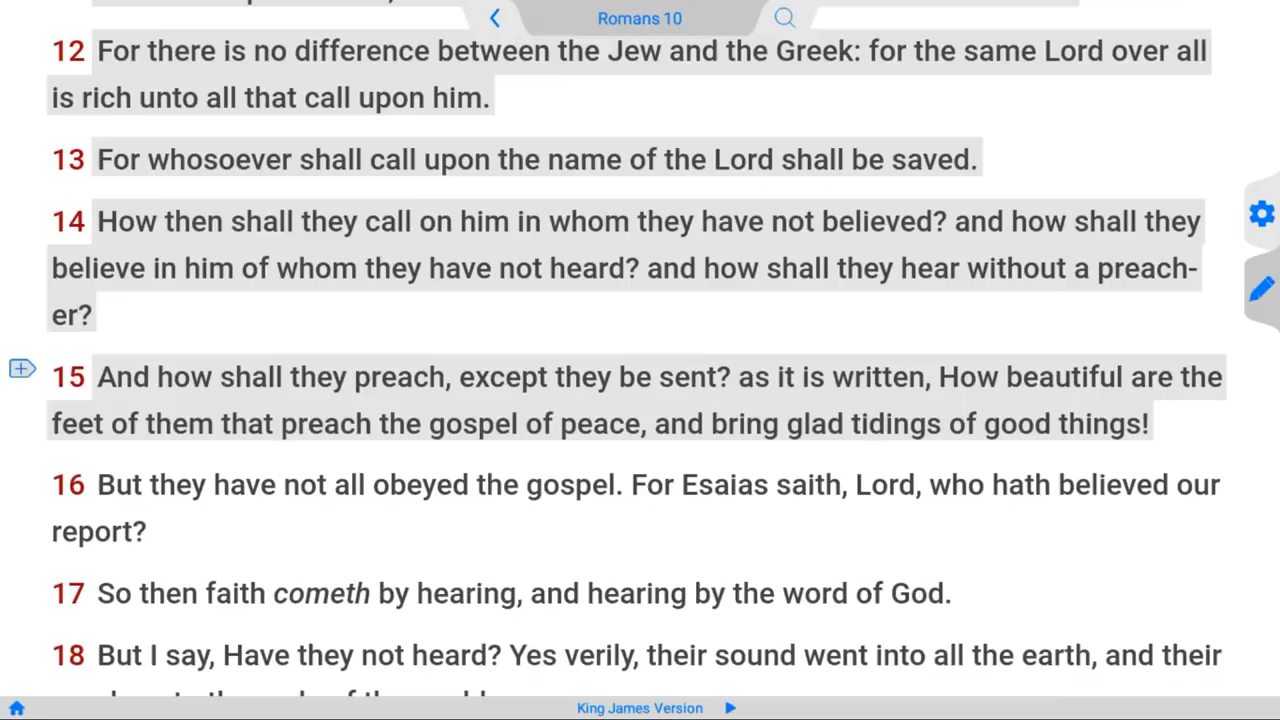 Romans 10
12 For there is no difference between the Jew and the Greek: for the same Lord over all
is rich unto all that call upon him.
13 For whosoever shall call upon the name of the Lord shall be saved.
14 How then shall they call on him in whom they have not believed? and how shall they
believe in him of whom they have not heard? and how shall they hear without a preach-
er?
15 And how shall they preach, except they be sent? as it is written, How beautiful are the
feet of them that preach the gospel of peace, and bring glad tidings of good things!
16 But they have not all obeyed the gospel. For Esaias saith, Lord, who hath believed our
report?
17 So then faith cometh by hearing, and hearing by the word of God.
18 But I say, Have they not heard? Yes verily, their sound went into all the earth, and their
King James Version